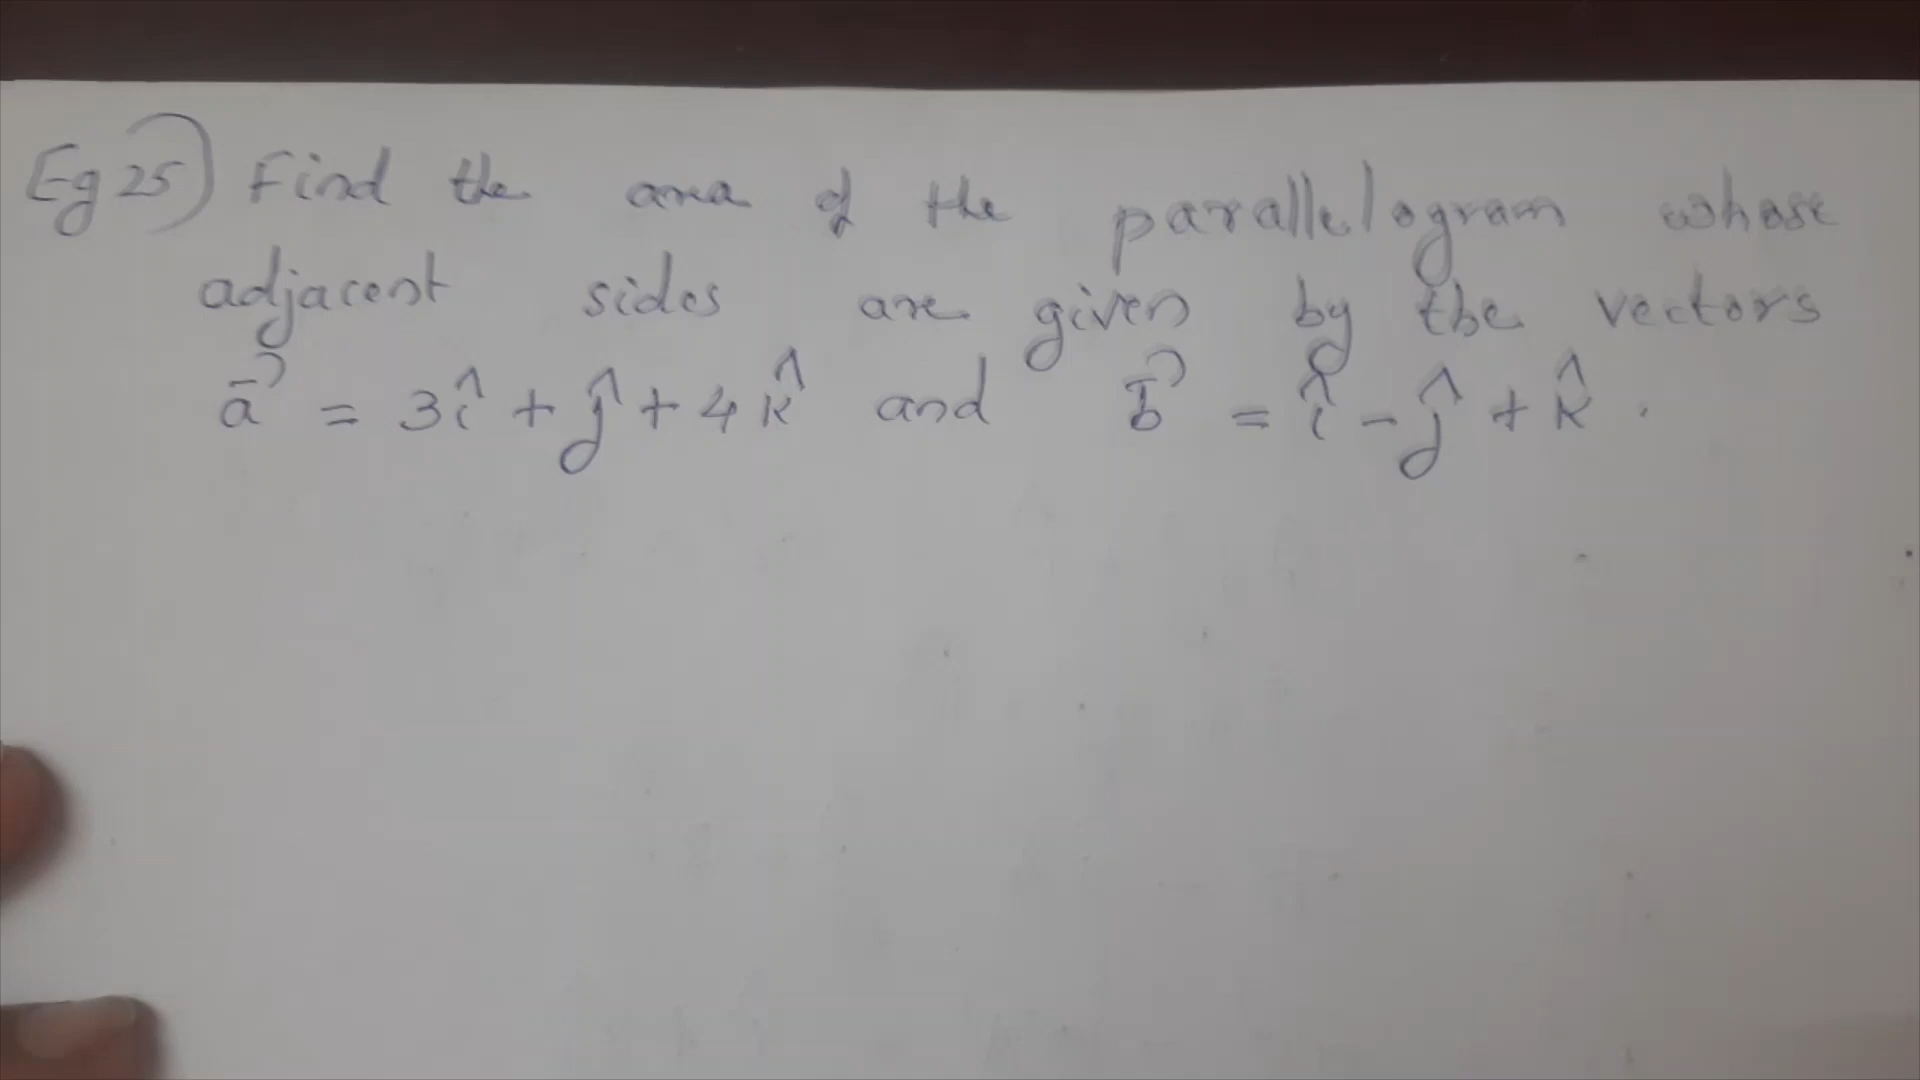 Eg 25) Find the area of the parallelogram whose
adjacent sides are given by the vectors
a⃗ = 3î + ĵ + 4k̂ and b⃗ = î - ĵ + k̂ .